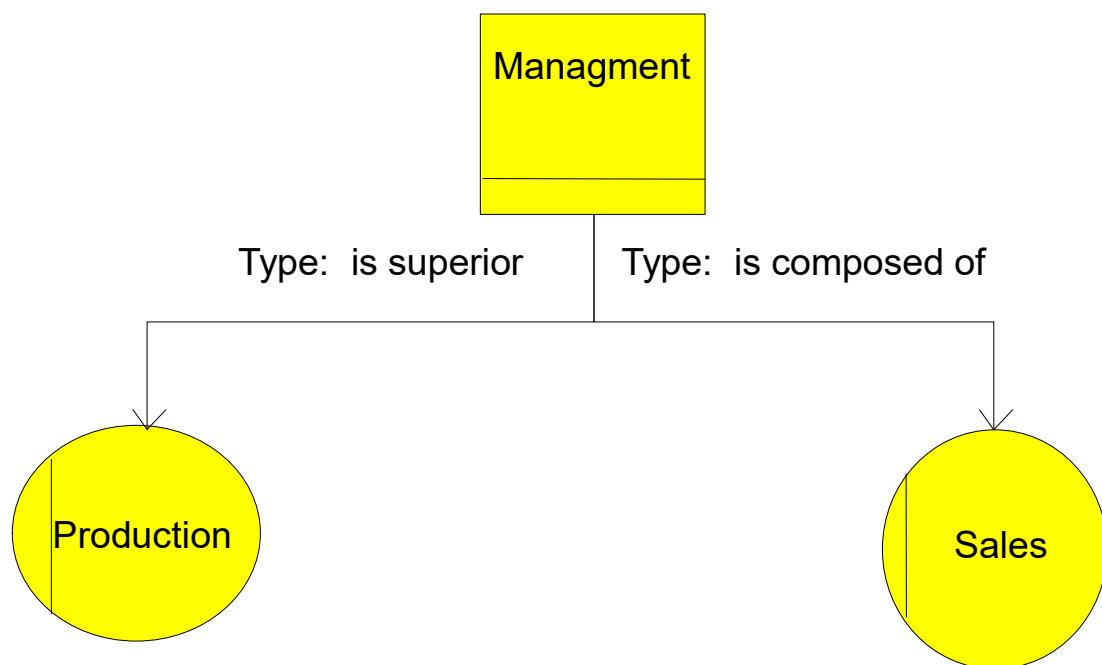 Managment
Type:  is superior
Type:  is composed of
Production
Sales